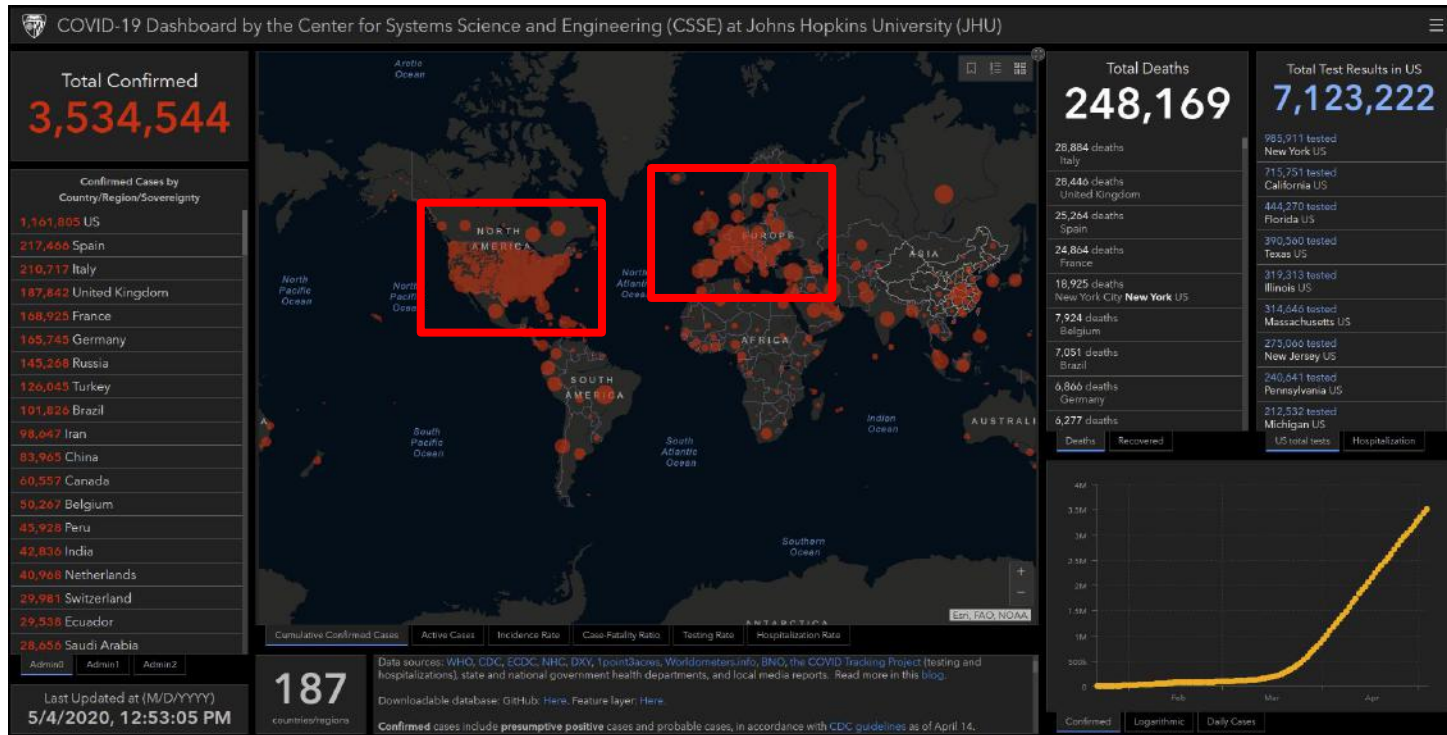 COVID-19 Dashboard by the Center for Systems Science and Engineering (CSSE) at Johns Hopkins University (JHU)
Total Confirmed
3,534,544
Confirmed Cases by
Country/Region/Sovereignty
1,161,805 US
217,466 Spain
210,717 Italy
187,842 United Kingdom
168,925 France
165,745 Germany
145,268 Russia
126,045 Turkey
101,826 Brazil
98,647 Iran
83,965 China
60,557 Canada
50,267 Belgium
45,928 Peru
42,836 India
40,968 Netherlands
29,981 Switzerland
29,538 Ecuador
28,656 Saudi Arabia
Admin0 Admin1 Admin2
Last Updated at (M/D/YYYY)
5/4/2020, 12:53:05 PM
Arctic
Ocean
NORTH
AMERICA
EUROPE
ASIA
North
Pacific
Ocean
North
Pacific
Ocean
North
Atlantic
Ocean
AFRICA
SOUTH
AMERICA
Indian
Ocean
AUSTRALI
South
Pacific
Ocean
South
Atlantic
Ocean
Southern
Ocean
+
−
Esri, FAO, NOAA
ANTARCTICA
Cumulative Confirmed Cases Active Cases Incidence Rate Case-Fatality Ratio Testing Rate Hospitalization Rate
187
countries/regions
Data sources: WHO, CDC, ECDC, NHC, DXY, 1point3acres, Worldometers.info, BNO, the COVID Tracking Project (testing and
hospitalizations), state and national government health departments, and local media reports. Read more in this blog.
Downloadable database: GitHub: Here. Feature layer: Here.
Confirmed cases include presumptive positive cases and probable cases, in accordance with CDC guidelines as of April 14.
Total Deaths
248,169
28,884 deaths
Italy
28,446 deaths
United Kingdom
25,264 deaths
Spain
24,864 deaths
France
18,925 deaths
New York City New York US
7,924 deaths
Belgium
7,051 deaths
Brazil
6,866 deaths
Germany
6,277 deaths
Deaths Recovered
Total Test Results in US
7,123,222
985,911 tested
New York US
715,751 tested
California US
444,270 tested
Florida US
390,560 tested
Texas US
319,313 tested
Illinois US
314,646 tested
Massachusetts US
275,066 tested
New Jersey US
240,641 tested
Pennsylvania US
212,532 tested
Michigan US
US total tests Hospitalization
4M
3.5M
3M
2.5M
2M
1.5M
1M
500k
0
Feb Mar Apr
Confirmed Logarithmic Daily Cases